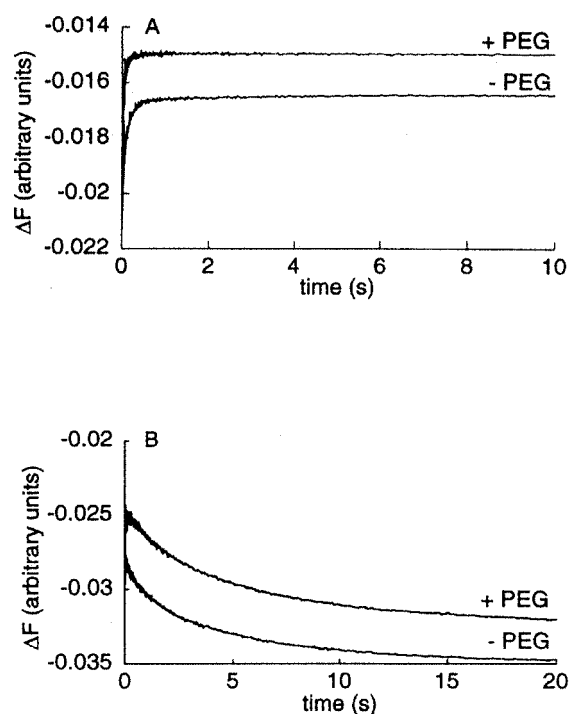 A
-0.014
-0.016
-0.018
-0.02
-0.022
ΔF (arbitrary units)
+ PEG
- PEG
0 2 4 6 8 10
time (s)
B
-0.02
-0.025
-0.03
-0.035
ΔF (arbitrary units)
+ PEG
- PEG
0 5 10 15 20
time (s)